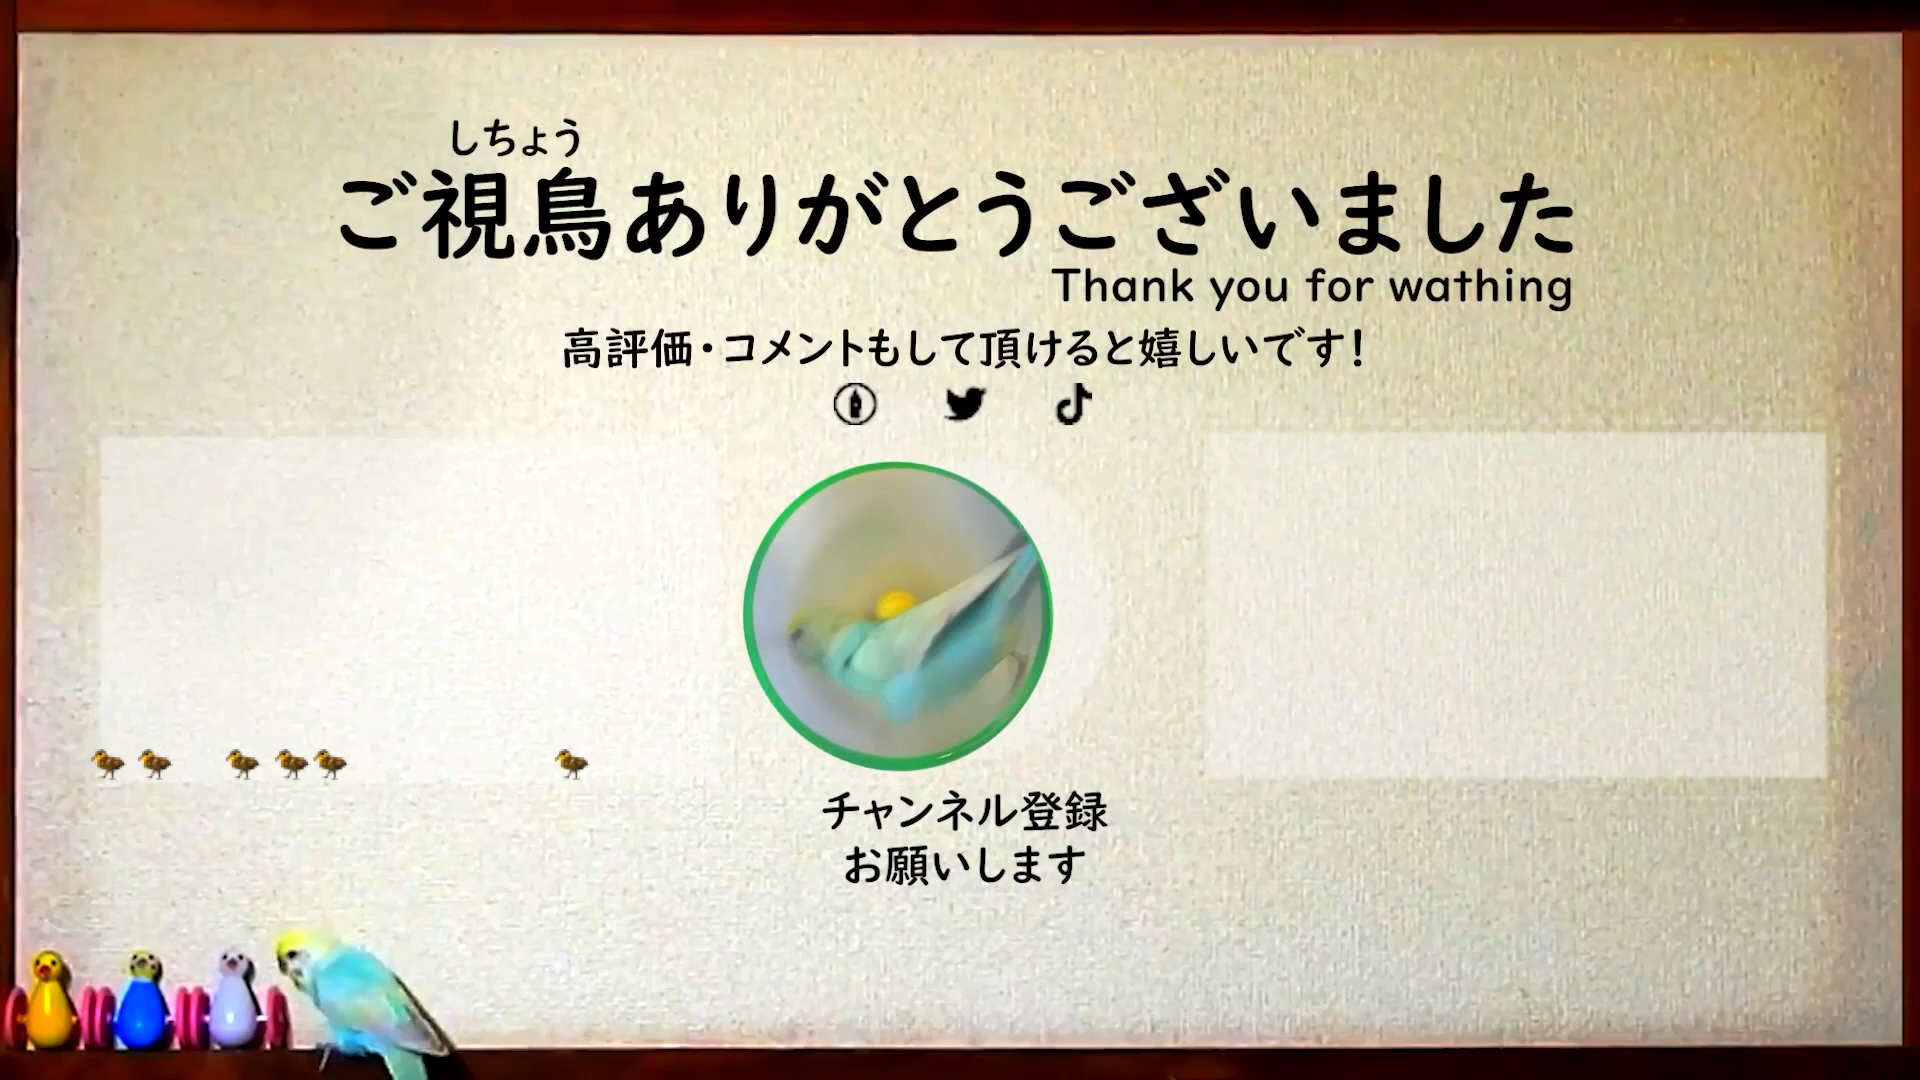 しちょう
ご視鳥ありがとうございました
Thank you for wathing
高評価・コメントもして頂けると嬉しいです!
チャンネル登録
お願いします